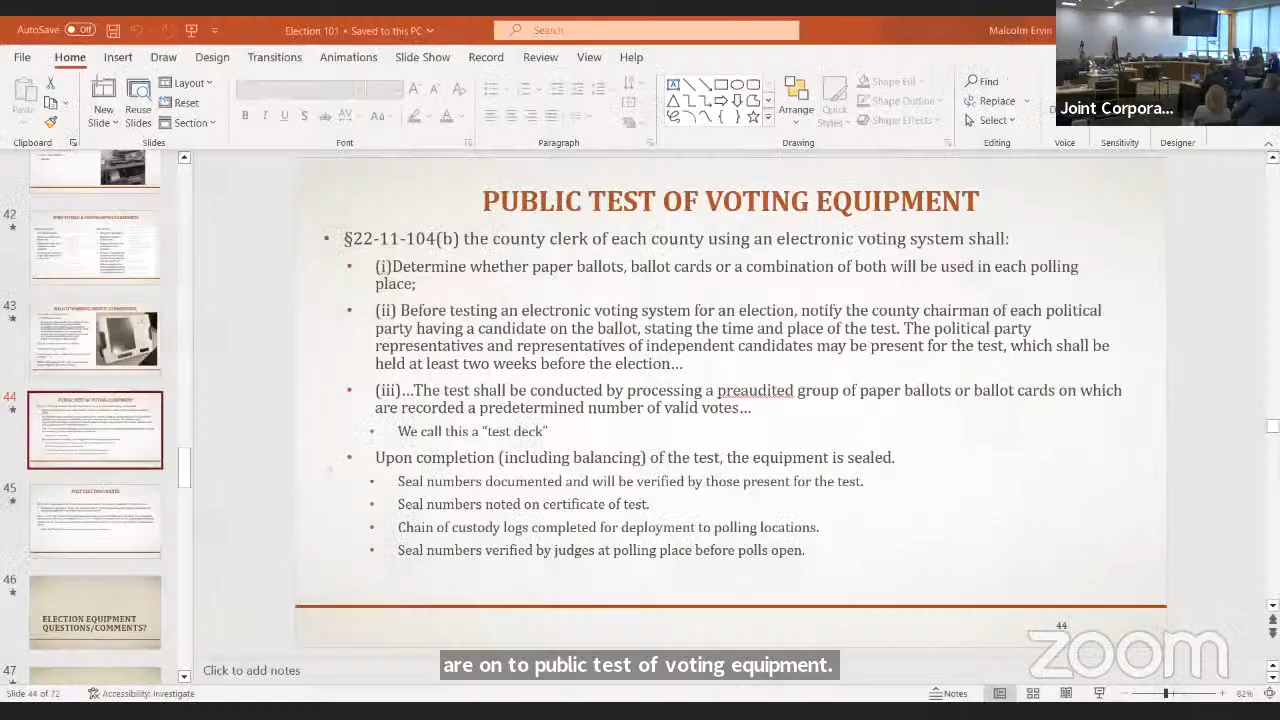 AutoSave Off
Election 101 • Saved to this PC
Search
Malcolm Ervin
File Home Insert Draw Design Transitions Animations Slide Show Record Review View Help
Paste
New Slide
Reuse Slides
Layout
Reset
Section
Arrange
Quick Styles
Shape Fill
Shape Outline
Shape Effects
Find
Replace
Select
Clipboard Slides Font Paragraph Drawing Editing Voice Sensitivity Designer
Joint Corpora...
42
43
44
45
46
ELECTION EQUIPMENT
QUESTIONS/COMMENTS?
47
PUBLIC TEST OF VOTING EQUIPMENT
• §22-11-104(b) the county clerk of each county using an electronic voting system shall:
• (i)Determine whether paper ballots, ballot cards or a combination of both will be used in each polling
place;
• (ii) Before testing an electronic voting system for an election, notify the county chairman of each political
party having a candidate on the ballot, stating the time and place of the test. The political party
representatives and representatives of independent candidates may be present for the test, which shall be
held at least two weeks before the election…
• (iii)…The test shall be conducted by processing a preaudited group of paper ballots or ballot cards on which
are recorded a predetermined number of valid votes…
• We call this a "test deck"
• Upon completion (including balancing) of the test, the equipment is sealed.
• Seal numbers documented and will be verified by those present for the test.
• Seal numbers noted on certificate of test.
• Chain of custody logs completed for deployment to polling locations.
• Seal numbers verified by judges at polling place before polls open.
44
zoom
Click to add notes
are on to public test of voting equipment.
Slide 44 of 72
Accessibility: Investigate
Notes
82%